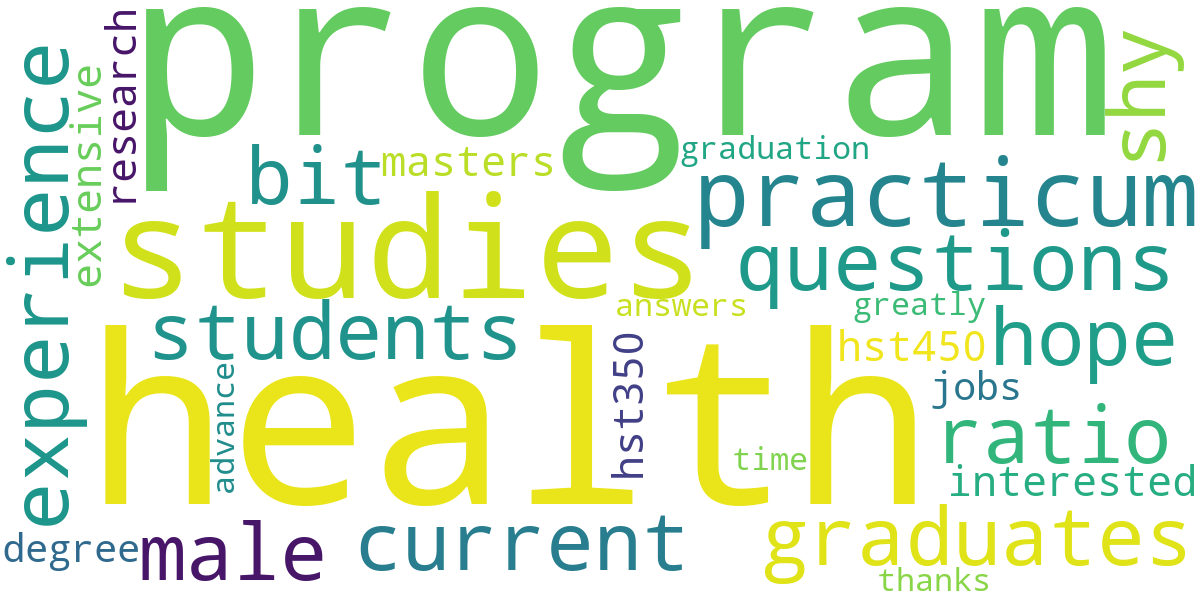 program
experience
extensive
research
shy
bit
masters
graduation
practicum
studies
questions
students
answers
greatly
hope
health
hst350
hst450
jobs
advance
ratio
time
interested
degree
male
current
graduates
thanks